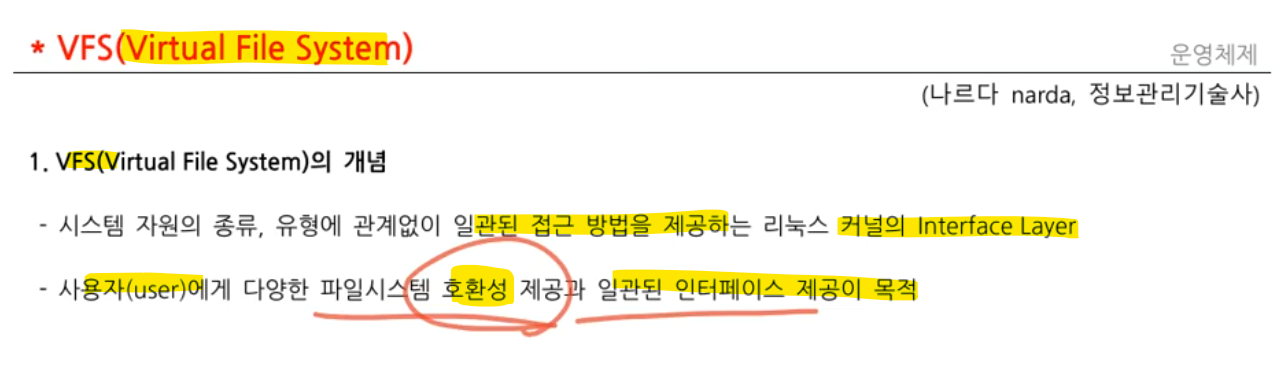 * VFS(Virtual File System)
운영체제
(나르다 narda, 정보관리기술사)
1. VFS(Virtual File System)의 개념
- 시스템 자원의 종류, 유형에 관계없이 일관된 접근 방법을 제공하는 리눅스 커널의 Interface Layer
- 사용자(user)에게 다양한 파일시스템 호환성 제공과 일관된 인터페이스 제공이 목적